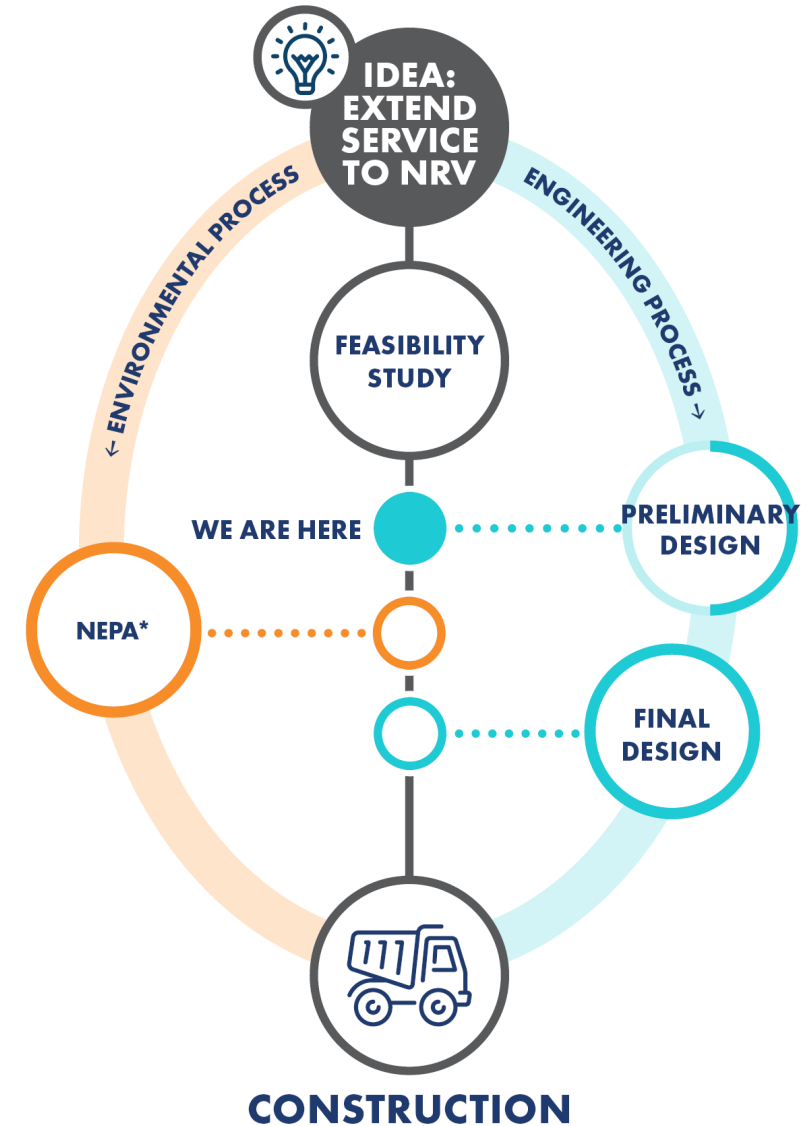 IDEA:
EXTEND
SERVICE
TO NRV
← ENVIRONMENTAL PROCESS
ENGINEERING PROCESS →
FEASIBILITY
STUDY
WE ARE HERE
PRELIMINARY
DESIGN
NEPA*
FINAL
DESIGN
CONSTRUCTION